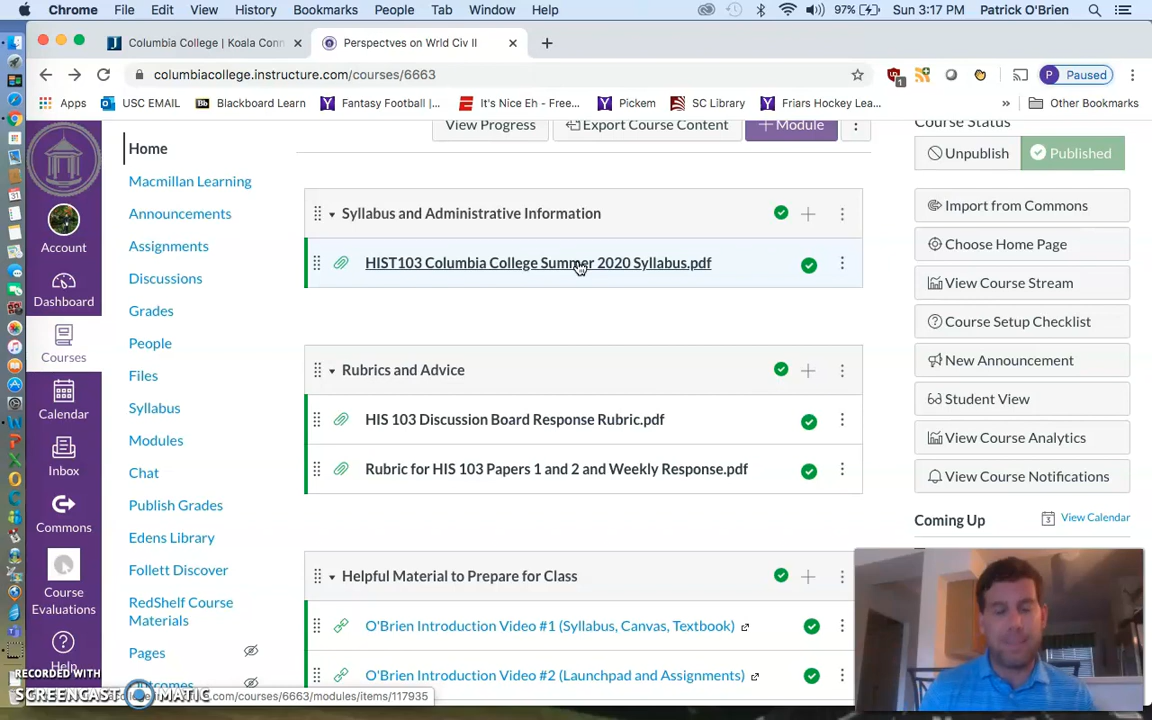 Chrome File Edit View History Bookmarks People Tab Window Help 97% Sun 3:17 PM Patrick O'Brien
Columbia College | Koala Conn Perspectves on Wrld Civ II
columbiacollege.instructure.com/courses/6663 1 P Paused
Apps USC EMAIL Bb Blackboard Learn Fantasy Football |... It's Nice Eh - Free... Pickem SC Library Friars Hockey Lea... » Other Bookmarks
View Progress Export Course Content + Module
Course Status
Unpublish Published
Home
Macmillan Learning
Announcements
Assignments
Discussions
Grades
People
Files
Syllabus
Modules
Chat
Publish Grades
Edens Library
Follett Discover
RedShelf Course
Materials
Pages
Outcomes
Account
Dashboard
Courses
Calendar
Inbox
Commons
Course
Evaluations
Help
Syllabus and Administrative Information
HIST103 Columbia College Summer 2020 Syllabus.pdf
Rubrics and Advice
HIS 103 Discussion Board Response Rubric.pdf
Rubric for HIS 103 Papers 1 and 2 and Weekly Response.pdf
Helpful Material to Prepare for Class
O'Brien Introduction Video #1 (Syllabus, Canvas, Textbook)
O'Brien Introduction Video #2 (Launchpad and Assignments)
Import from Commons
Choose Home Page
View Course Stream
Course Setup Checklist
New Announcement
Student View
View Course Analytics
View Course Notifications
Coming Up View Calendar
RECORDED WITH
SCREENCAST MATIC
.com/courses/6663/modules/items/117935